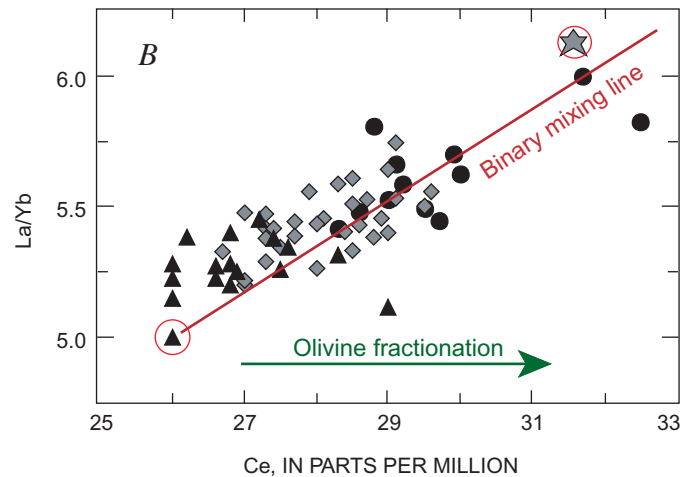 B
6.0
5.5
5.0
La/Yb
Binary mixing line
Olivine fractionation
25 27 29 31 33
Ce, IN PARTS PER MILLION